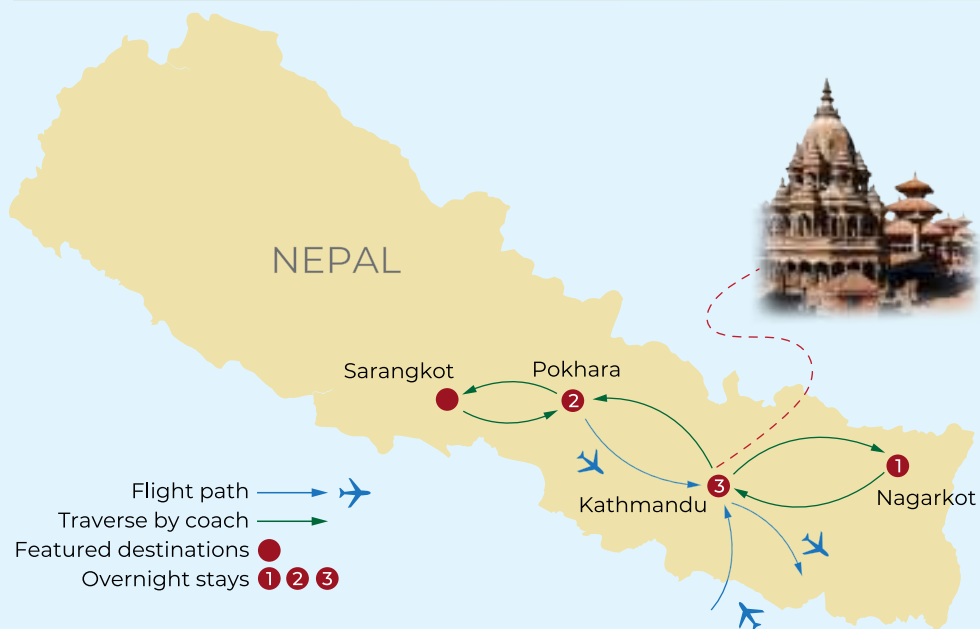 NEPAL
Sarangkot
Pokhara
2
3
Kathmandu
1
Nagarkot
Flight path
Traverse by coach
Featured destinations
Overnight stays 1 2 3